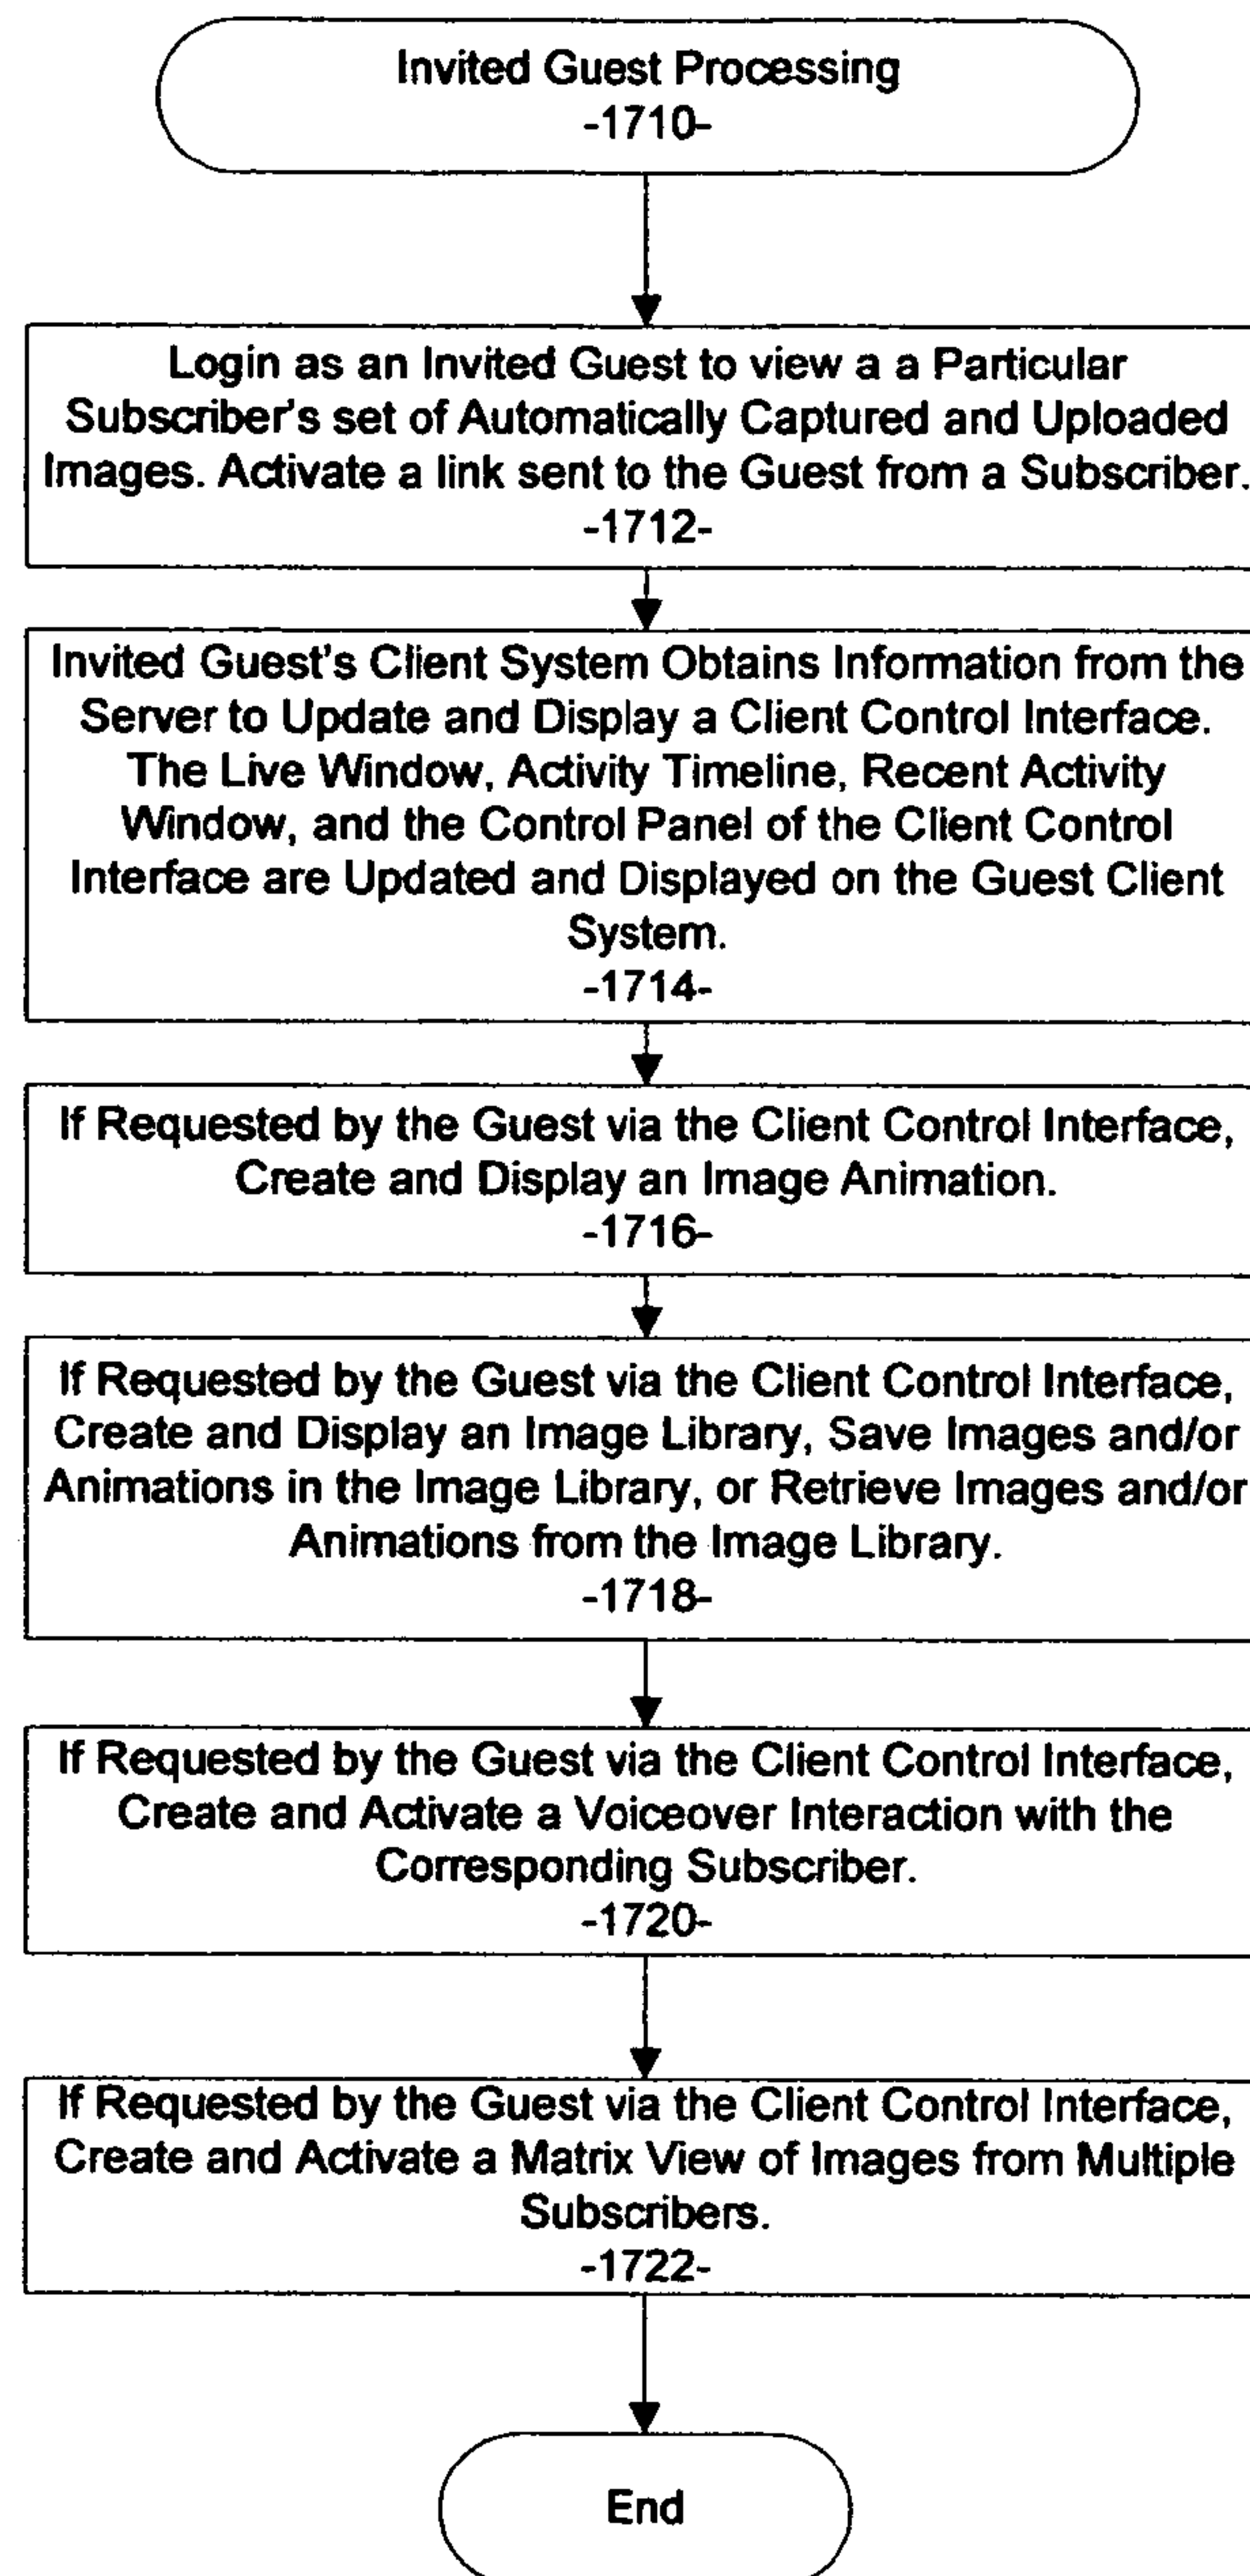 Invited Guest Processing
-1710-
Login as an Invited Guest to view a a Particular
Subscriber's set of Automatically Captured and Uploaded
Images. Activate a link sent to the Guest from a Subscriber.
-1712-
Invited Guest's Client System Obtains Information from the
Server to Update and Display a Client Control Interface.
The Live Window, Activity Timeline, Recent Activity
Window, and the Control Panel of the Client Control
Interface are Updated and Displayed on the Guest Client
System.
-1714-
If Requested by the Guest via the Client Control Interface,
Create and Display an Image Animation.
-1716-
If Requested by the Guest via the Client Control Interface,
Create and Display an Image Library, Save Images and/or
Animations in the Image Library, or Retrieve Images and/or
Animations from the Image Library.
-1718-
If Requested by the Guest via the Client Control Interface,
Create and Activate a Voiceover Interaction with the
Corresponding Subscriber.
-1720-
If Requested by the Guest via the Client Control Interface,
Create and Activate a Matrix View of Images from Multiple
Subscribers.
-1722-
End